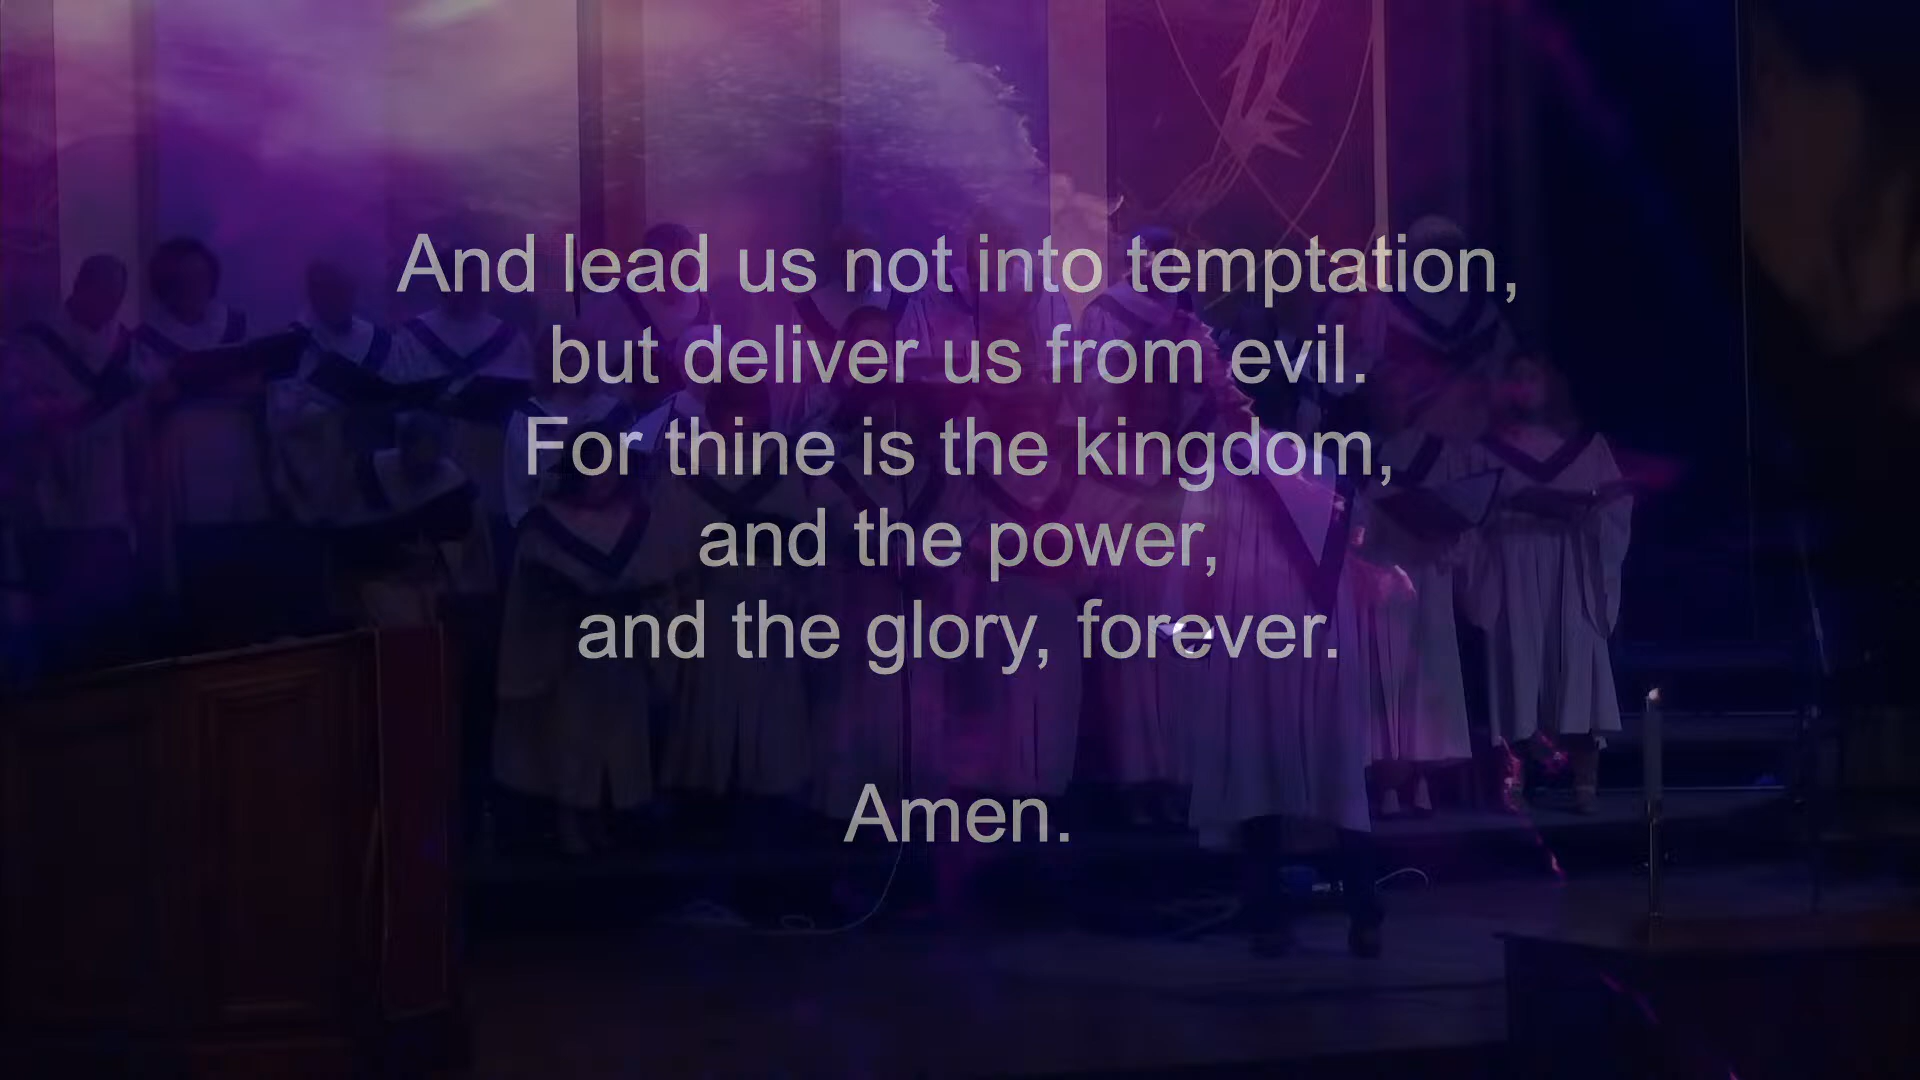 And lead us not into temptation,
but deliver us from evil.
For thine is the kingdom,
and the power,
and the glory, forever.
Amen.